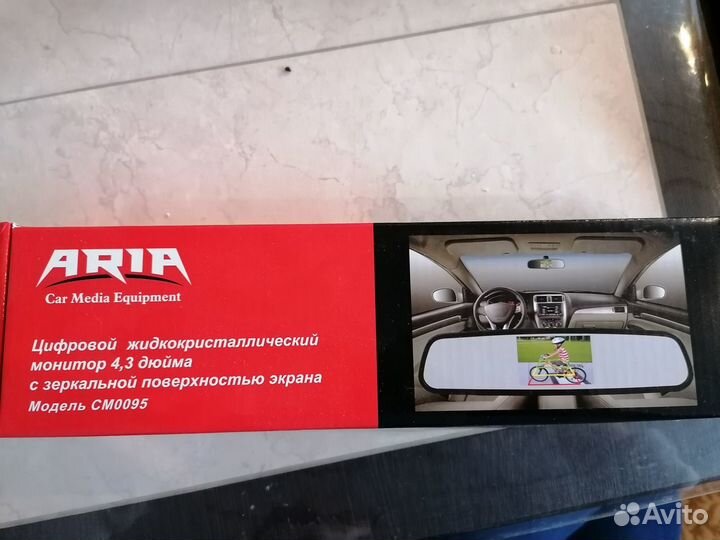 ARIA
Car Media Equipment
Цифровой жидкокристаллический
монитор 4,3 дюйма
с зеркальной поверхностью экрана
Модель CM0095
Avito